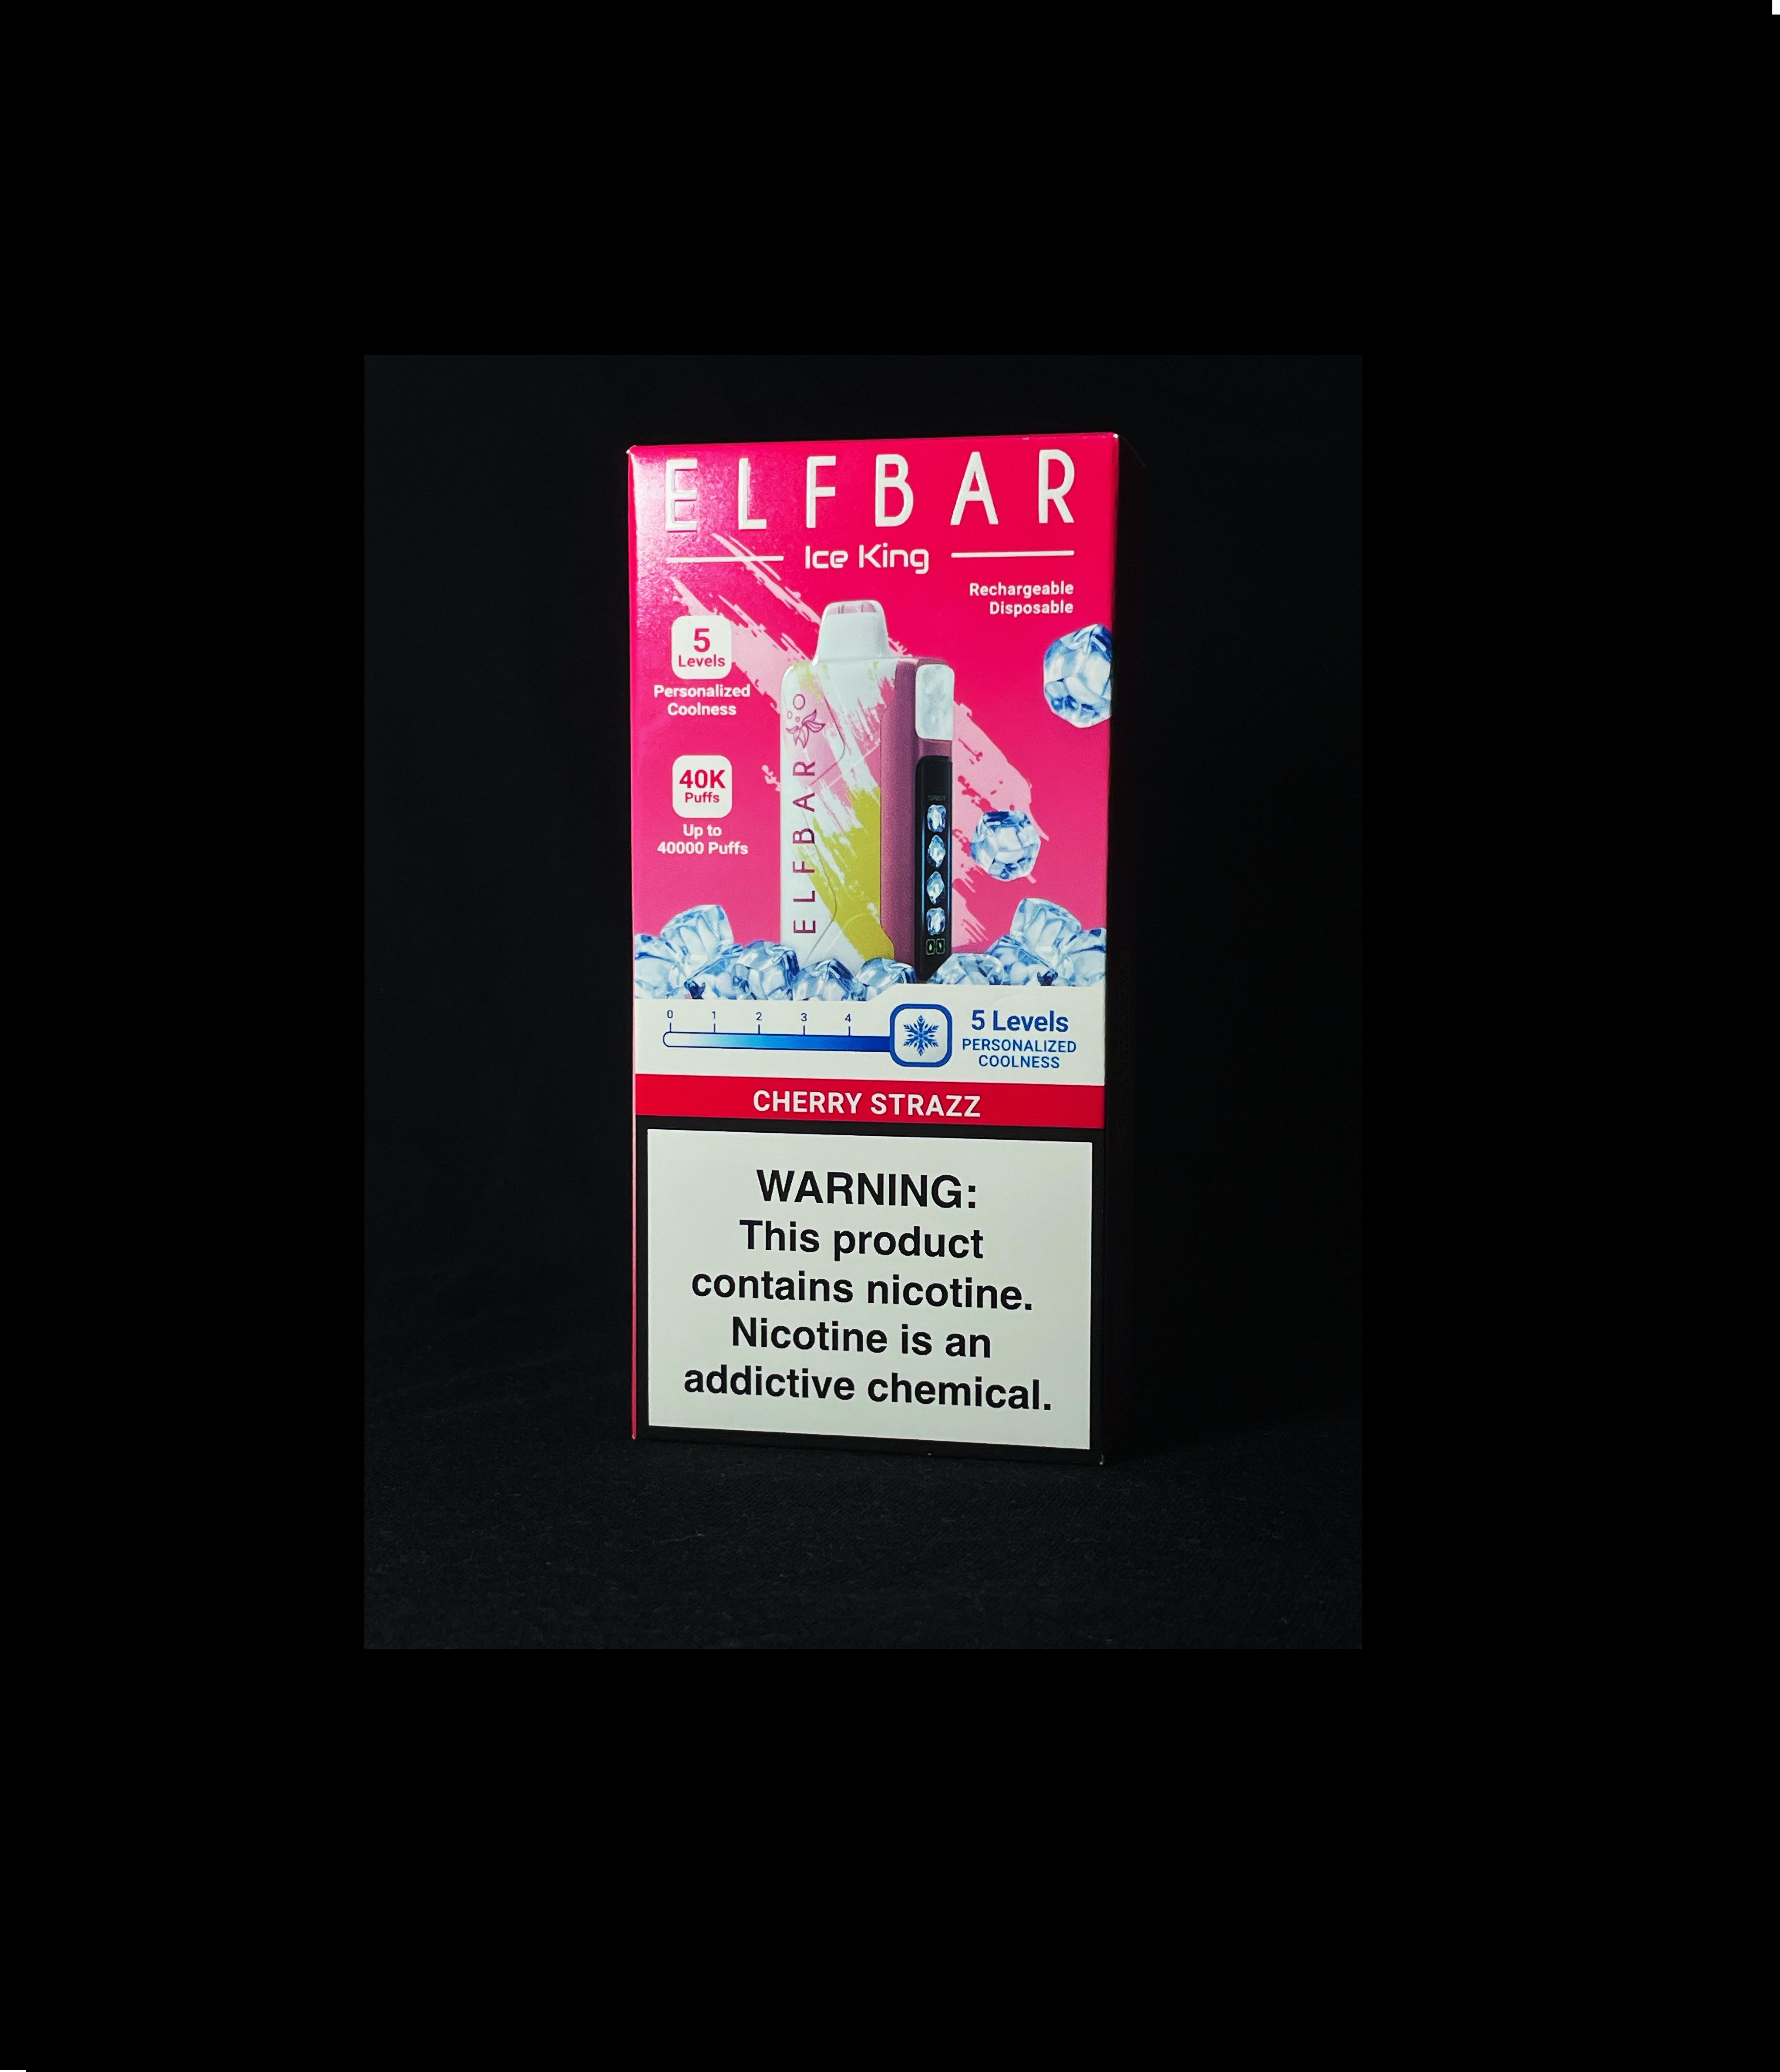 ELFBAR
Ice King
Rechargeable
Disposable
5
Levels
Personalized
Coolness
40K
Puffs
Up to
40000 Puffs
ELFBAR
0 1 2 3 4
5 Levels
PERSONALIZED
COOLNESS
CHERRY STRAZZ
WARNING:
This product
contains nicotine.
Nicotine is an
addictive chemical.